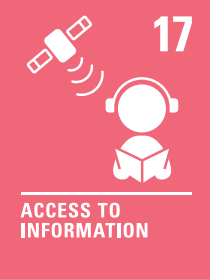 17
ACCESS TO
INFORMATION